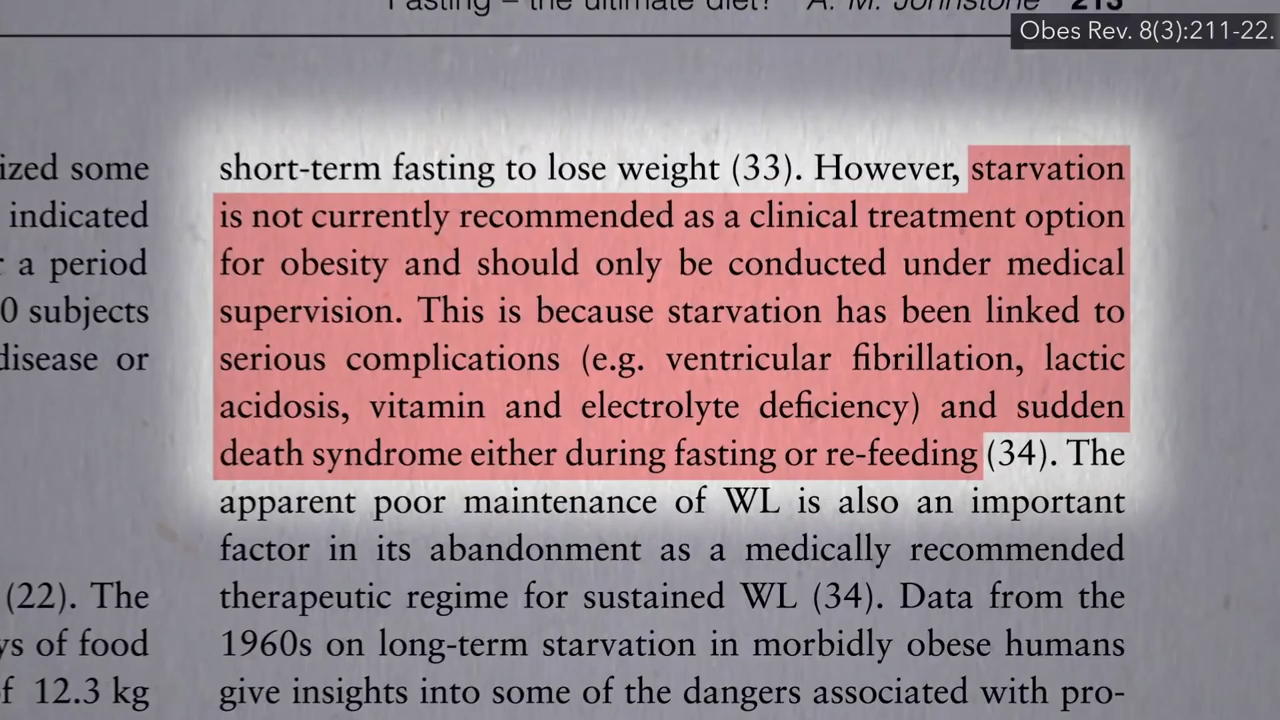 Fasting – the ultimate diet? A. M. Johnstone 213
Obes Rev. 8(3):211-22.
ized some
indicated
a period
0 subjects
disease or
(22). The
ys of food
12.3 kg
short-term fasting to lose weight (33). However, starvation
is not currently recommended as a clinical treatment option
for obesity and should only be conducted under medical
supervision. This is because starvation has been linked to
serious complications (e.g. ventricular fibrillation, lactic
acidosis, vitamin and electrolyte deficiency) and sudden
death syndrome either during fasting or re-feeding (34). The
apparent poor maintenance of WL is also an important
factor in its abandonment as a medically recommended
therapeutic regime for sustained WL (34). Data from the
1960s on long-term starvation in morbidly obese humans
give insights into some of the dangers associated with pro-